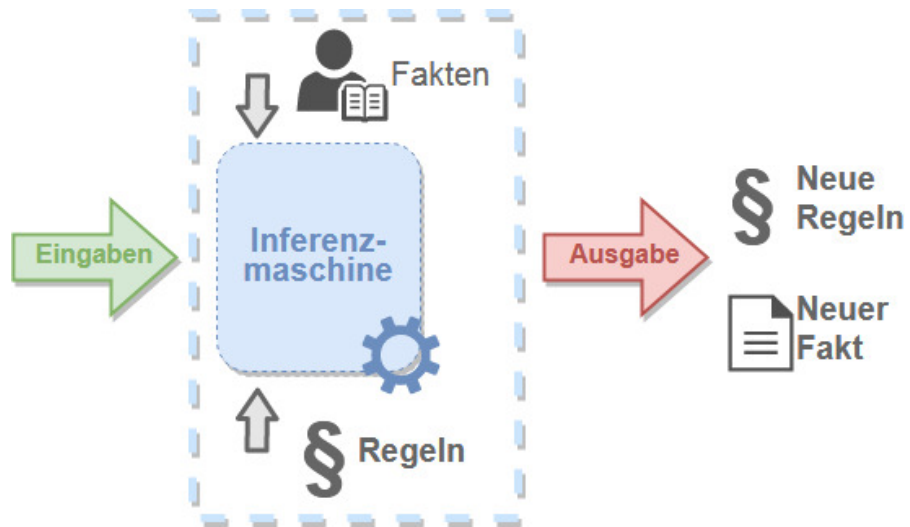 Fakten
Eingaben
Inferenz-
maschine
Ausgabe
§ Neue
Regeln
Neuer
Fakt
§ Regeln